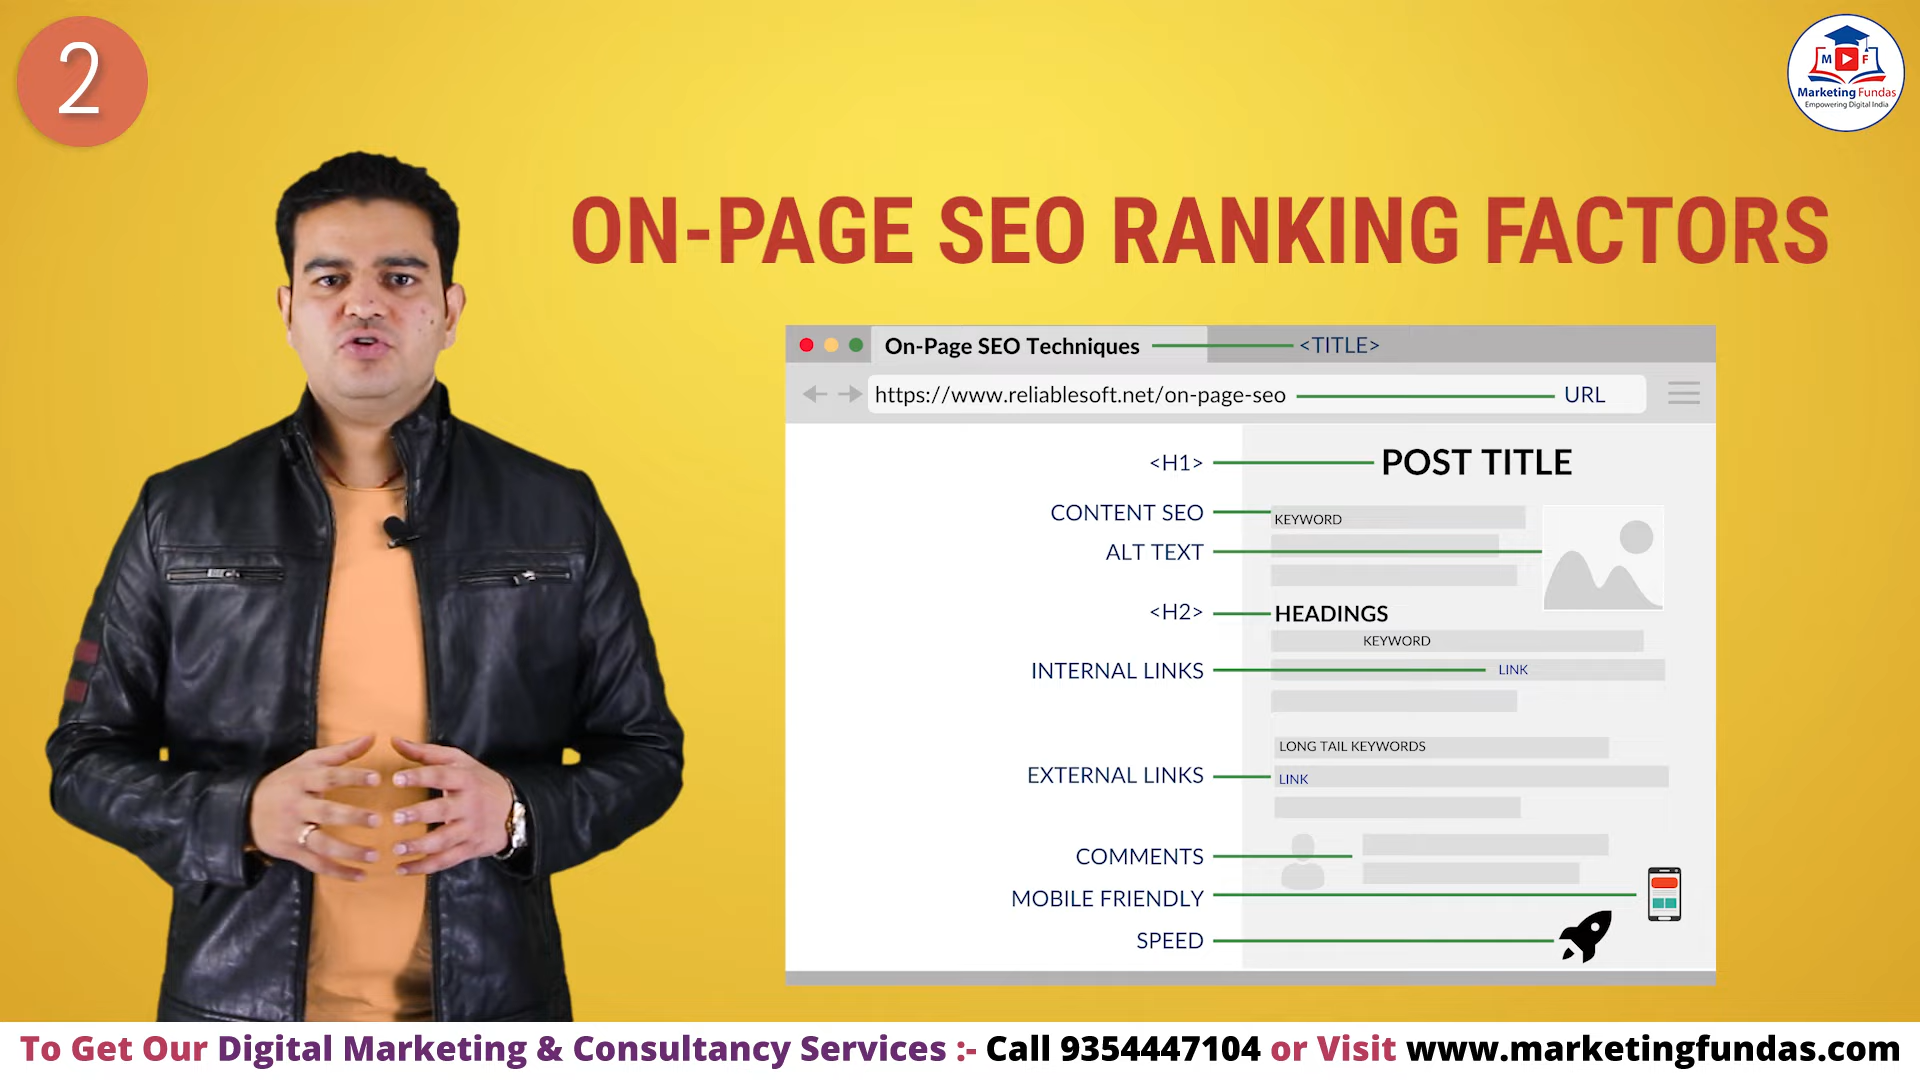 2
M F
Marketing Fundas
Empowering Digital India
ON-PAGE SEO RANKING FACTORS
On-Page SEO Techniques <TITLE>
https://www.reliablesoft.net/on-page-seo URL
<H1> POST TITLE
CONTENT SEO KEYWORD
ALT TEXT
<H2> HEADINGS
KEYWORD
INTERNAL LINKS LINK
LONG TAIL KEYWORDS
EXTERNAL LINKS LINK
COMMENTS
MOBILE FRIENDLY
SPEED
To Get Our Digital Marketing & Consultancy Services :- Call 9354447104 or Visit www.marketingfundas.com